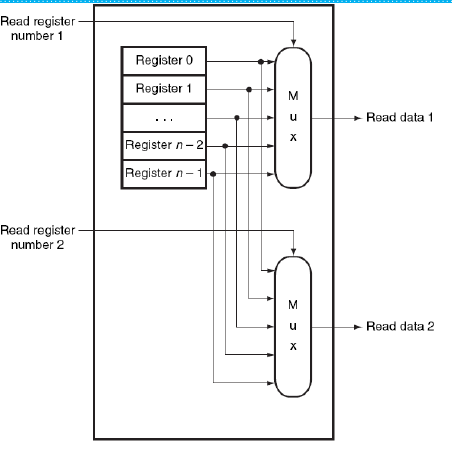 Read register
number 1
Register 0
Register 1
. . .
Register n – 2
Register n – 1
M
u
x
Read data 1
Read register
number 2
M
u
x
Read data 2